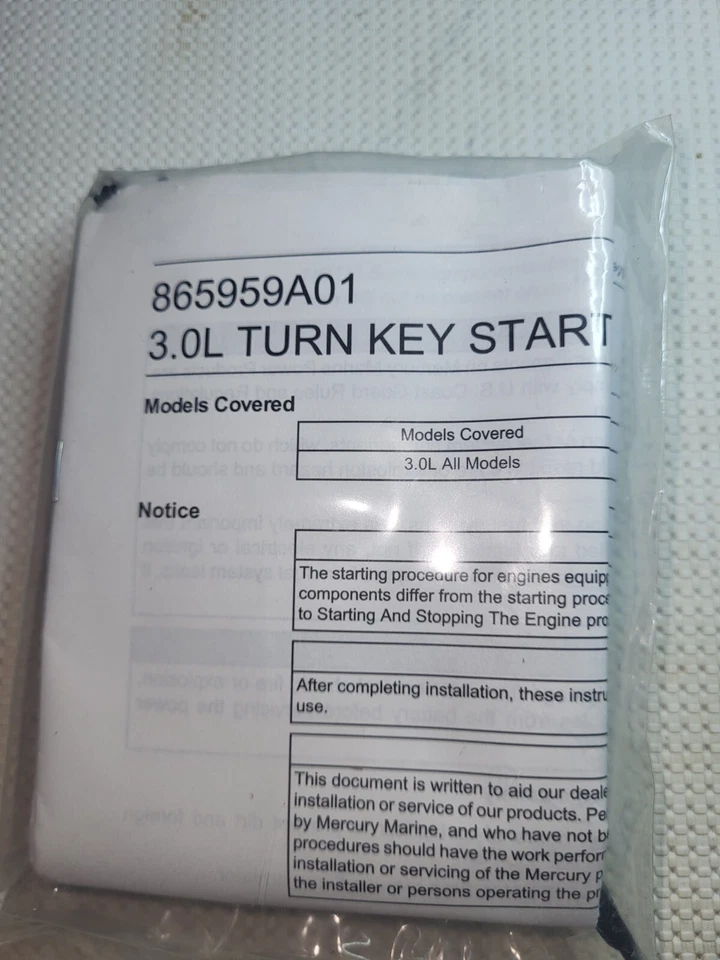 865959A01
3.0L TURN KEY START
Models Covered
Models Covered
3.0L All Models
Notice
The starting procedure for engines equip
components differ from the starting proc
to Starting And Stopping The Engine pro
After completing installation, these instru
use.
This document is written to aid our deale
installation or service of our products. Pe
by Mercury Marine, and who have not b
procedures should have the work perfor
installation or servicing of the Mercury p
the installer or persons operating the pr